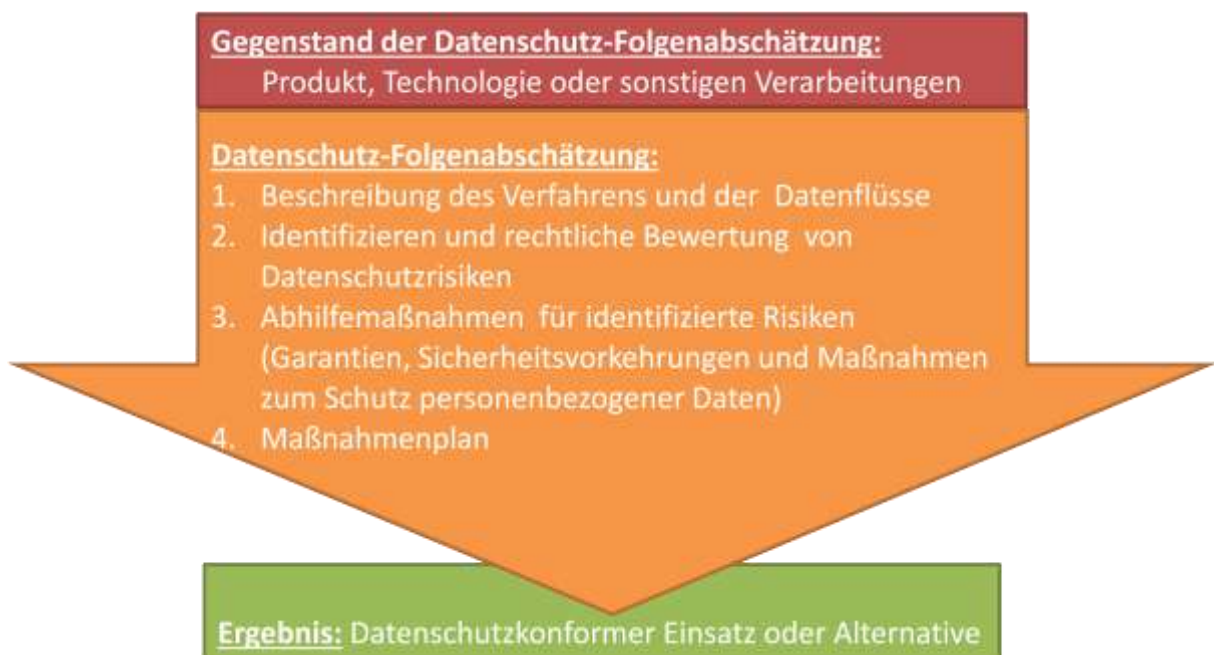 Gegenstand der Datenschutz-Folgenabschätzung:
Produkt, Technologie oder sonstigen Verarbeitungen
Datenschutz-Folgenabschätzung:
1. Beschreibung des Verfahrens und der Datenflüsse
2. Identifizieren und rechtliche Bewertung von
Datenschutzrisiken
3. Abhilfemaßnahmen für identifizierte Risiken
(Garantien, Sicherheitsvorkehrungen und Maßnahmen
zum Schutz personenbezogener Daten)
4. Maßnahmenplan
Ergebnis: Datenschutzkonformer Einsatz oder Alternative